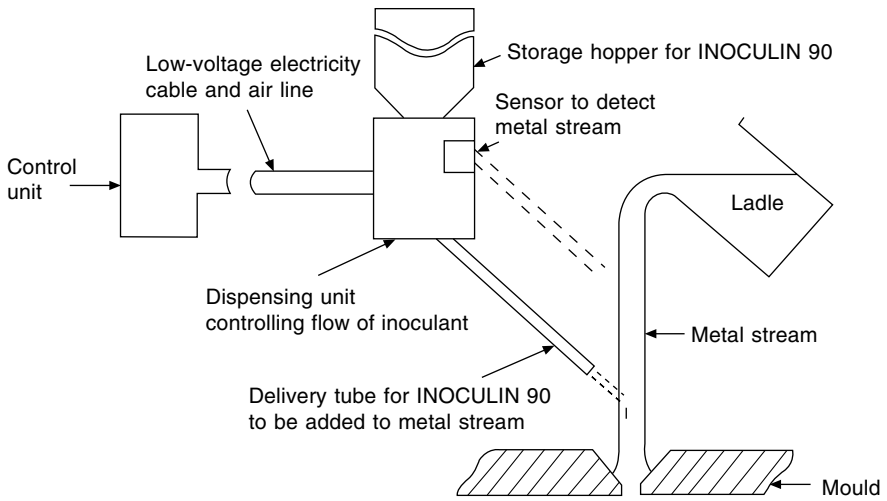 Storage hopper for INOCULIN 90
Low-voltage electricity
cable and air line
Sensor to detect
metal stream
Control
unit
Ladle
Dispensing unit
controlling flow of inoculant
Metal stream
Delivery tube for INOCULIN 90
to be added to metal stream
Mould